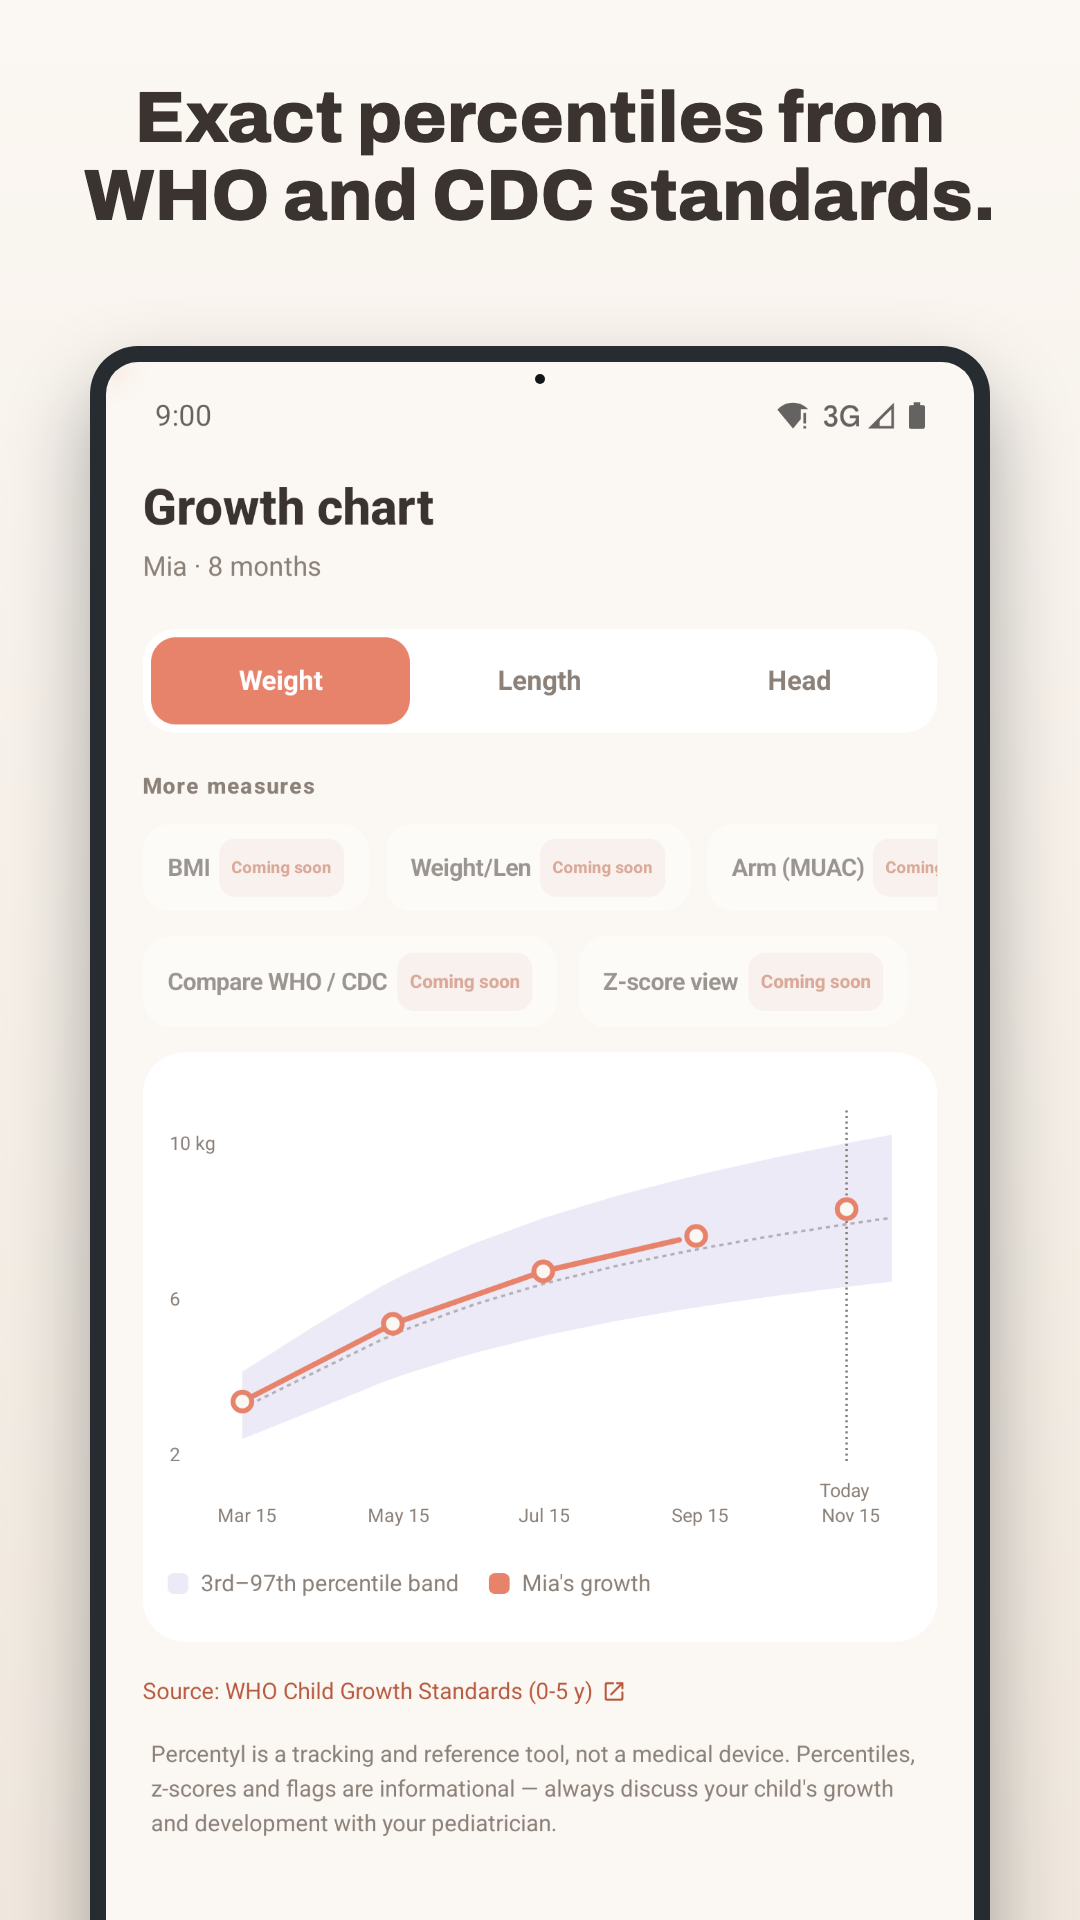 Exact percentiles from
WHO and CDC standards.
9:00
3G
Growth chart
Mia · 8 months
Weight
Length
Head
More measures
BMI Coming soon
Weight/Len Coming soon
Arm (MUAC) Coming
Compare WHO / CDC Coming soon
Z-score view Coming soon
10 kg
6
2
Today
Mar 15
May 15
Jul 15
Sep 15
Nov 15
3rd–97th percentile band
Mia's growth
Source: WHO Child Growth Standards (0-5 y)
Percentyl is a tracking and reference tool, not a medical device. Percentiles,
z-scores and flags are informational — always discuss your child's growth
and development with your pediatrician.